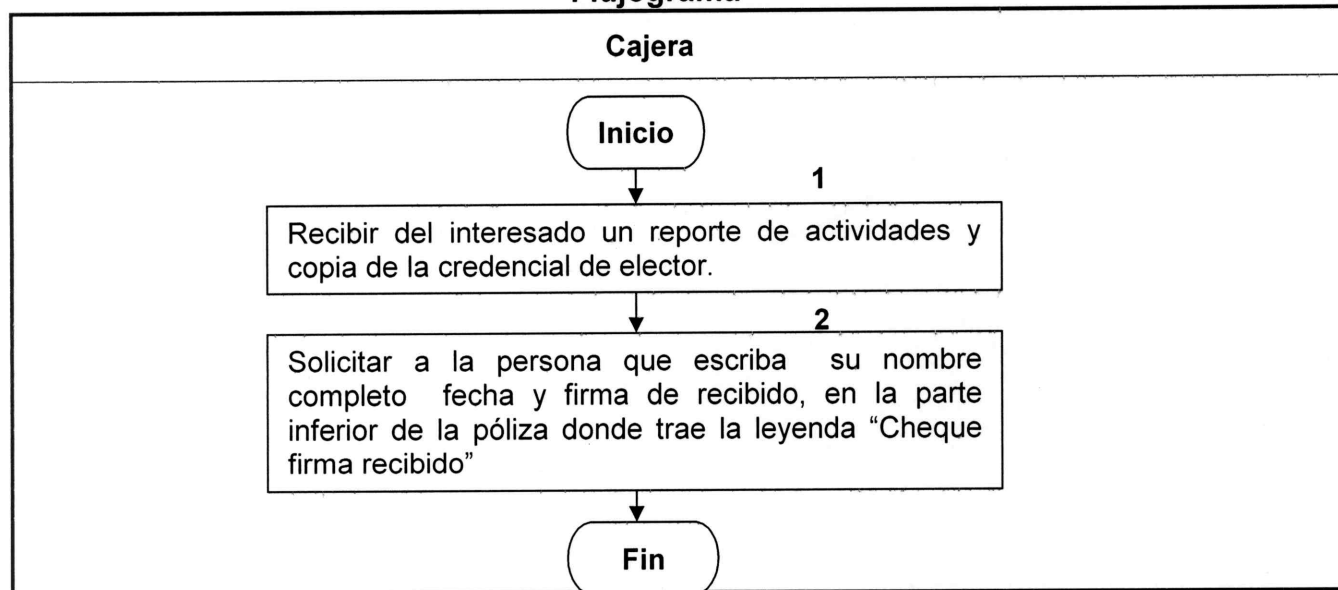 Cajera
Inicio
1
Recibir del interesado un reporte de actividades y
copia de la credencial de elector.
2
Solicitar a la persona que escriba su nombre
completo fecha y firma de recibido, en la parte
inferior de la póliza donde trae la leyenda “Cheque
firma recibido”
Fin